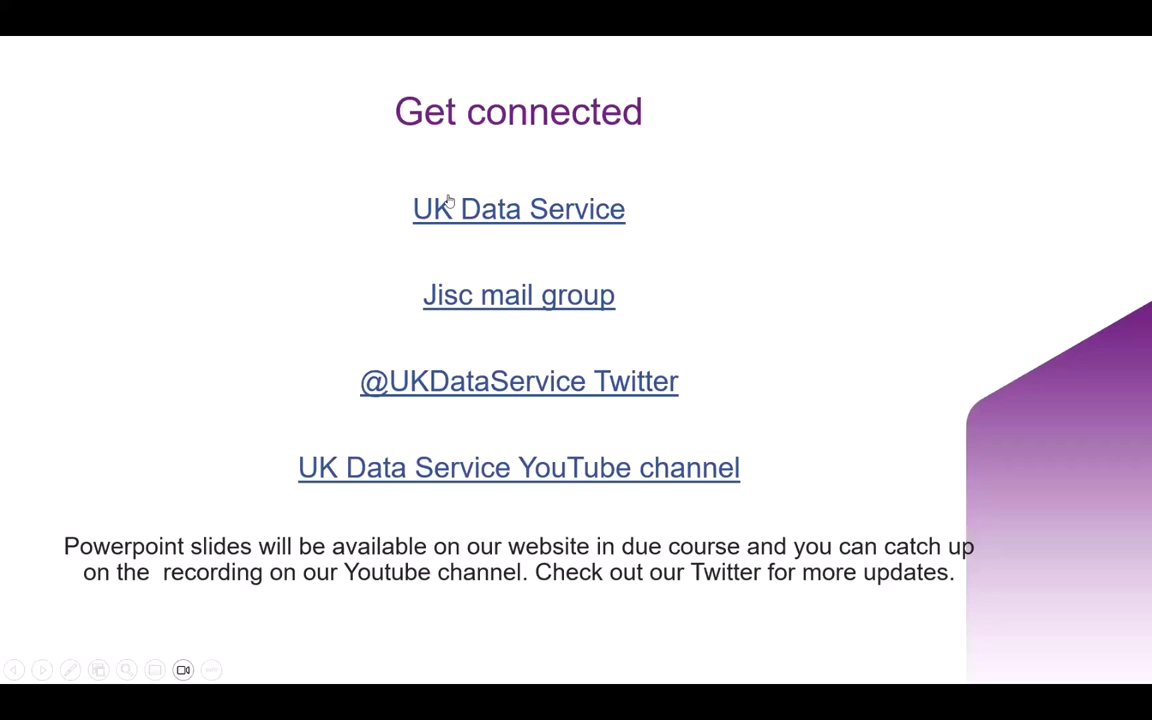 Get connected
UK Data Service
Jisc mail group
@UKDataService Twitter
UK Data Service YouTube channel
Powerpoint slides will be available on our website in due course and you can catch up
on the  recording on our Youtube channel. Check out our Twitter for more updates.